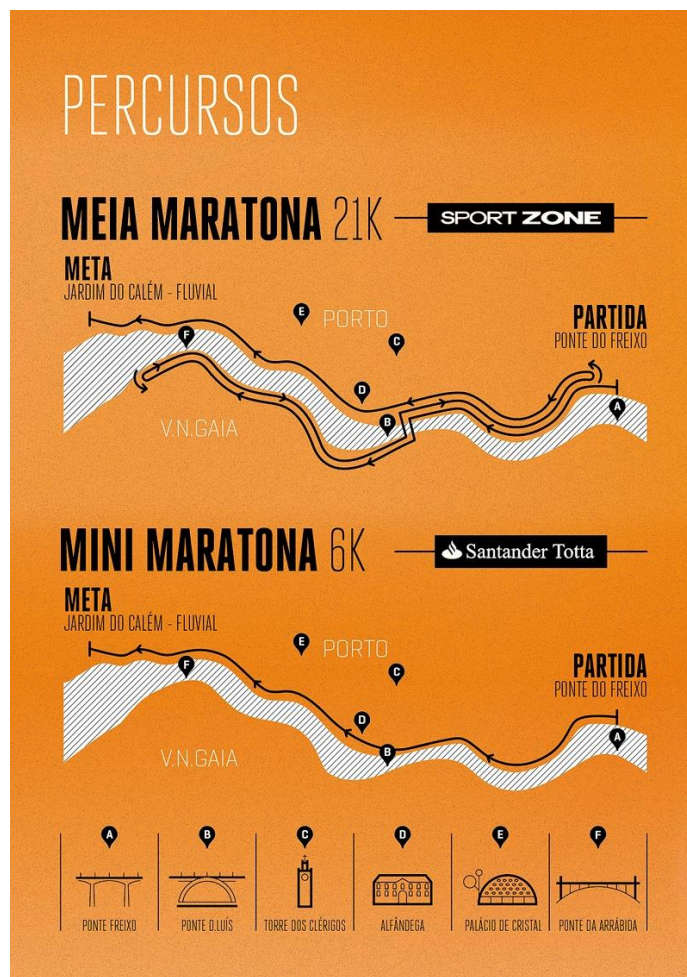 PERCURSOS
MEIA MARATONA 21K
SPORT ZONE
META
JARDIM DO CALÉM - FLUVIAL
E
PORTO
PARTIDA
PONTE DO FREIXO
F
C
D
A
B
V.N.GAIA
MINI MARATONA 6K
Santander Totta
META
JARDIM DO CALÉM - FLUVIAL
E
PORTO
PARTIDA
PONTE DO FREIXO
F
C
D
A
B
V.N.GAIA
A
B
C
D
E
F
PONTE FREIXO
PONTE D.LUÍS
TORRE DOS CLÉRIGOS
ALFÂNDEGA
PALÁCIO DE CRISTAL
PONTE DA ARRÁBIDA